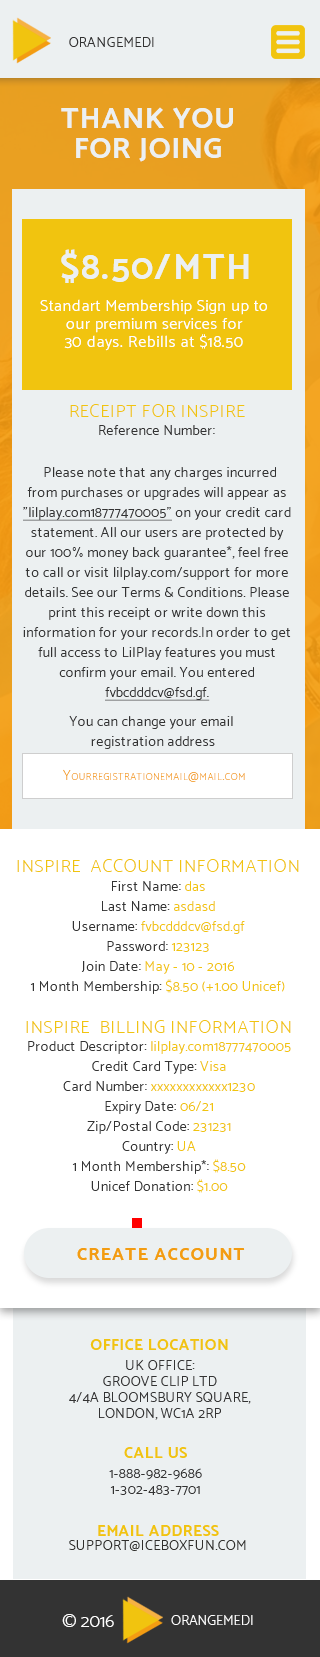 ORANGEMEDI
THANK YOU
FOR JOING
$8.50/MTH
Standart Membership Sign up to
our premium services for
30 days. Rebills at $18.50
RECEIPT FOR INSPIRE
Reference Number:
Please note that any charges incurred
from purchases or upgrades will appear as
"lilplay.com18777470005" on your credit card
statement. All our users are protected by
our 100% money back guarantee*, feel free
to call or visit lilplay.com/support for more
details. See our Terms & Conditions. Please
print this receipt or write down this
information for your records.In order to get
full access to LilPlay features you must
confirm your email. You entered
fvbcdddcv@fsd.gf.
You can change your email
registration address
Yourregistrationemail@mail.com
INSPIRE ACCOUNT INFORMATION
First Name: das
Last Name: asdasd
Username: fvbcdddcv@fsd.gf
Password: 123123
Join Date: May - 10 - 2016
1 Month Membership: $8.50 (+1.00 Unicef)
INSPIRE BILLING INFORMATION
Product Descriptor: lilplay.com18777470005
Credit Card Type: Visa
Card Number: xxxxxxxxxxxx1230
Expiry Date: 06/21
Zip/Postal Code: 231231
Country: UA
1 Month Membership*: $8.50
Unicef Donation: $1.00
CREATE ACCOUNT
OFFICE LOCATION
UK OFFICE:
GROOVE CLIP LTD
4/4A BLOOMSBURY SQUARE,
LONDON, WC1A 2RP
CALL US
1-888-982-9686
1-302-483-7701
EMAIL ADDRESS
SUPPORT@ICEBOXFUN.COM
© 2016 ORANGEMEDI